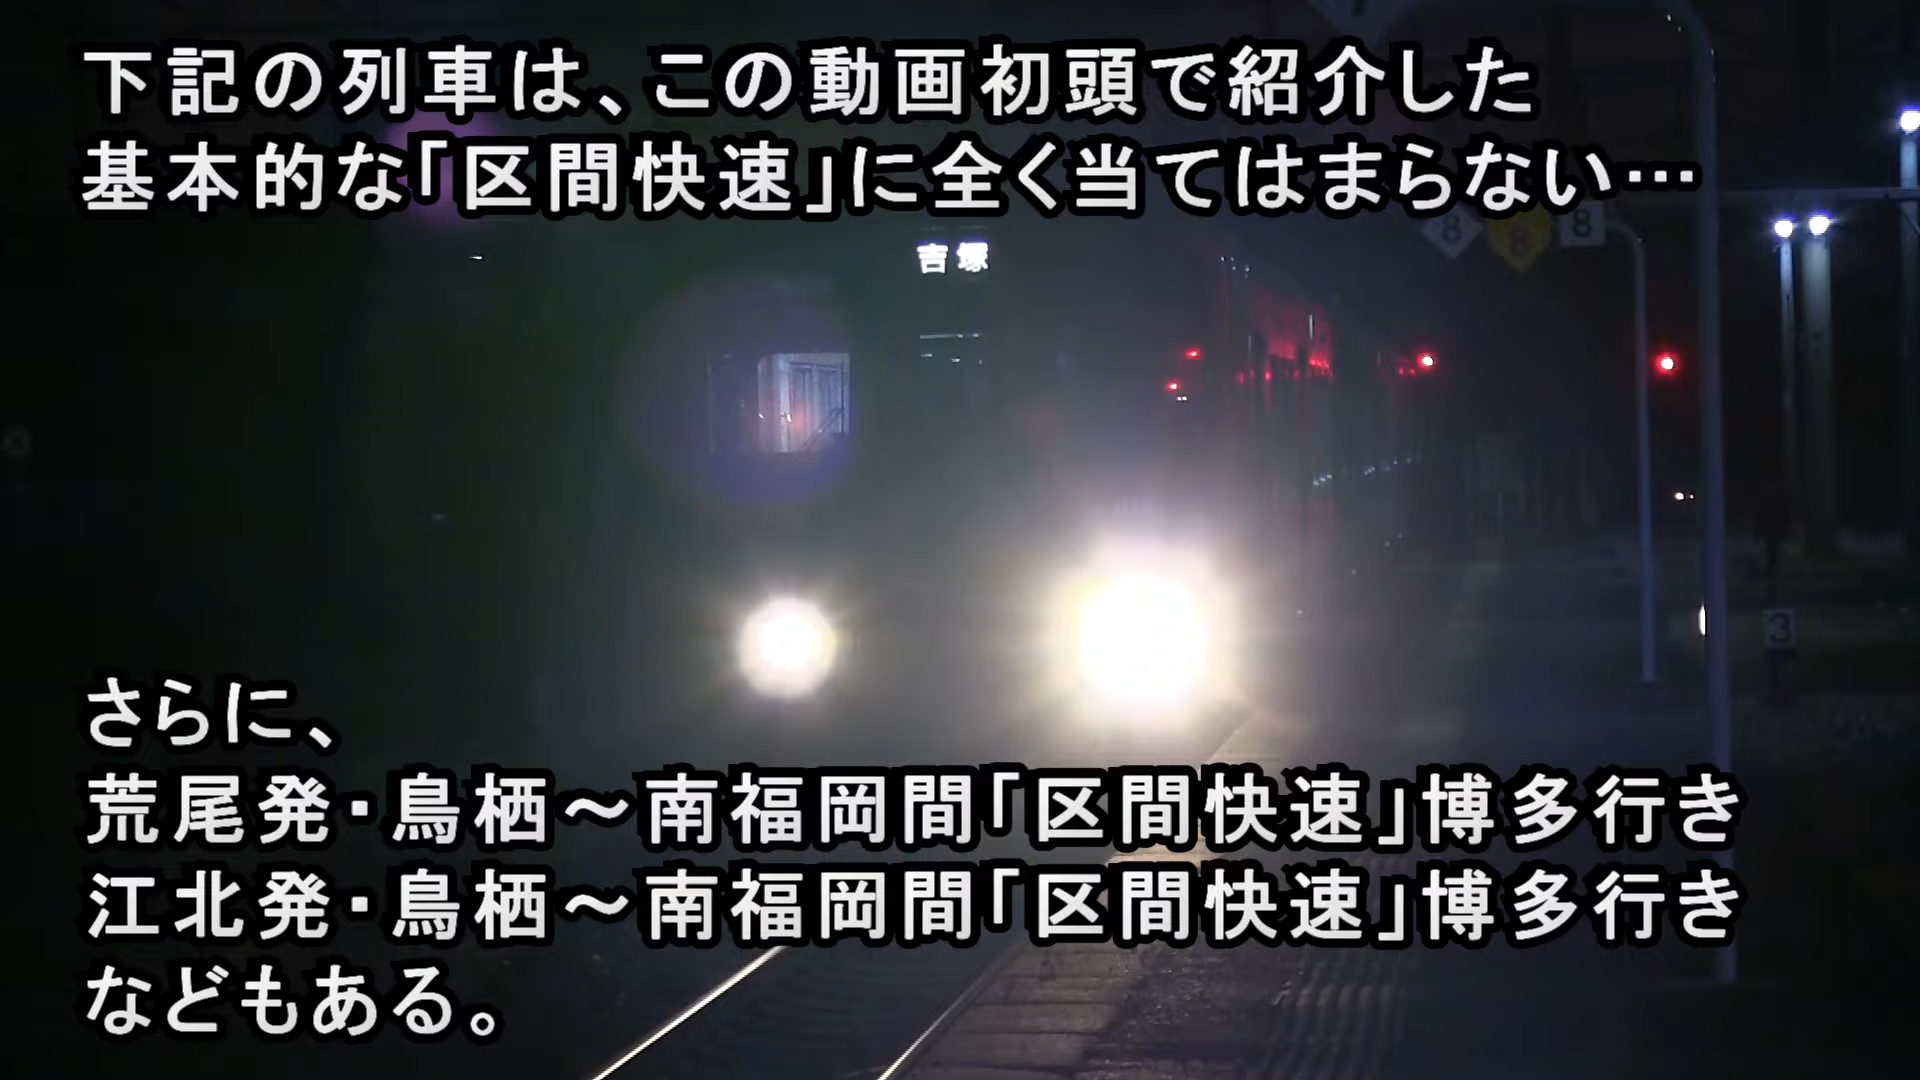 下記の列車は、この動画初頭で紹介した
基本的な「区間快速」に全く当てはまらない…
8 8 8
吉塚
3
さらに、
荒尾発・鳥栖～南福岡間「区間快速」博多行き
江北発・鳥栖～南福岡間「区間快速」博多行き
などもある。